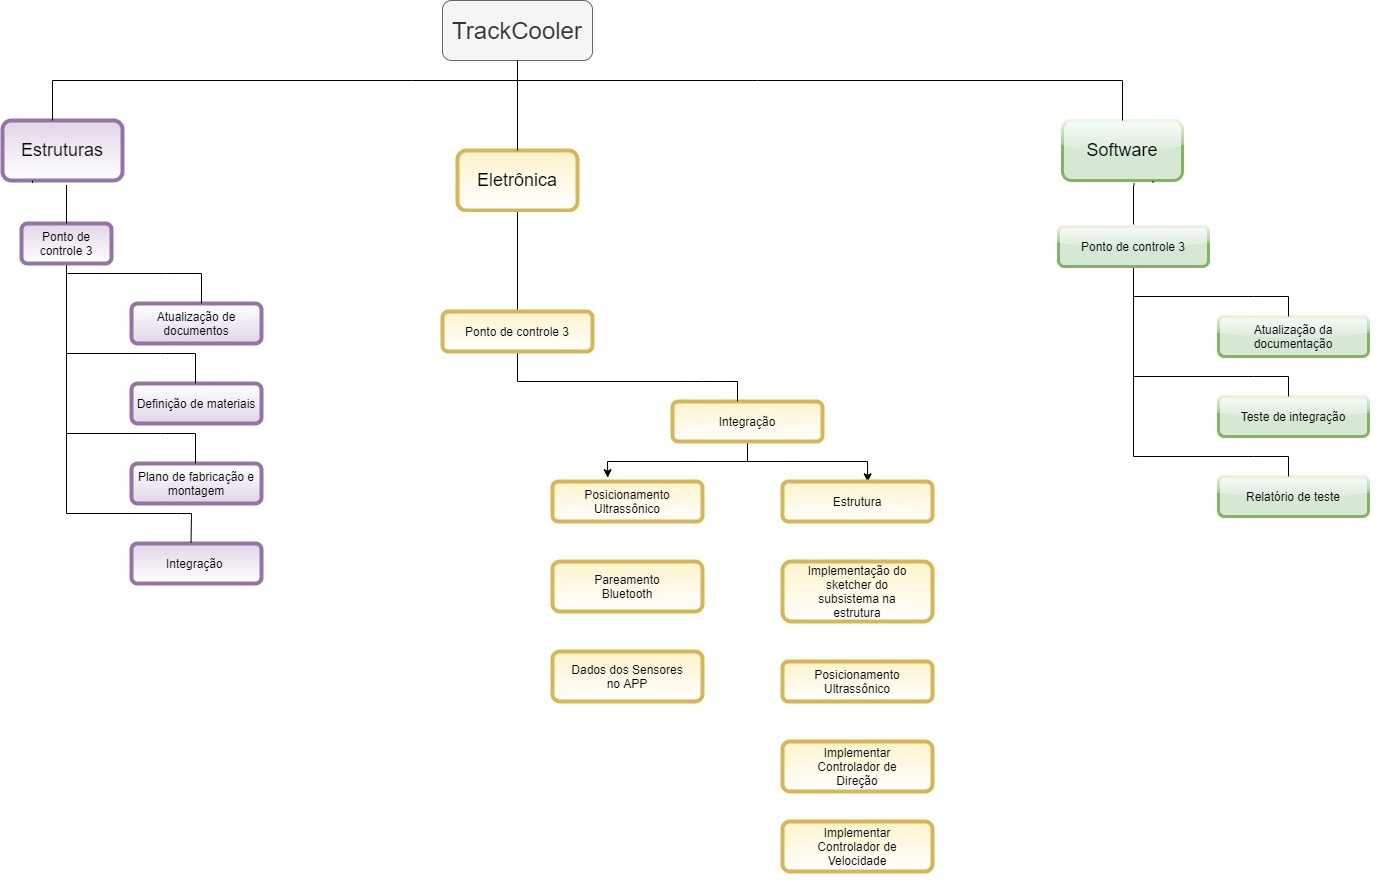 TrackCooler
Estruturas
Ponto de
controle 3
Atualização de
documentos
Definição de materiais
Plano de fabricação e
montagem
Integração
Eletrônica
Ponto de controle 3
Integração
Posicionamento
Ultrassônico
Pareamento
Bluetooth
Dados dos Sensores
no APP
Estrutura
Implementação do
sketcher do
subsistema na
estrutura
Posicionamento
Ultrassônico
Implementar
Controlador de
Direção
Implementar
Controlador de
Velocidade
Software
Ponto de controle 3
Atualização da
documentação
Teste de integração
Relatório de teste